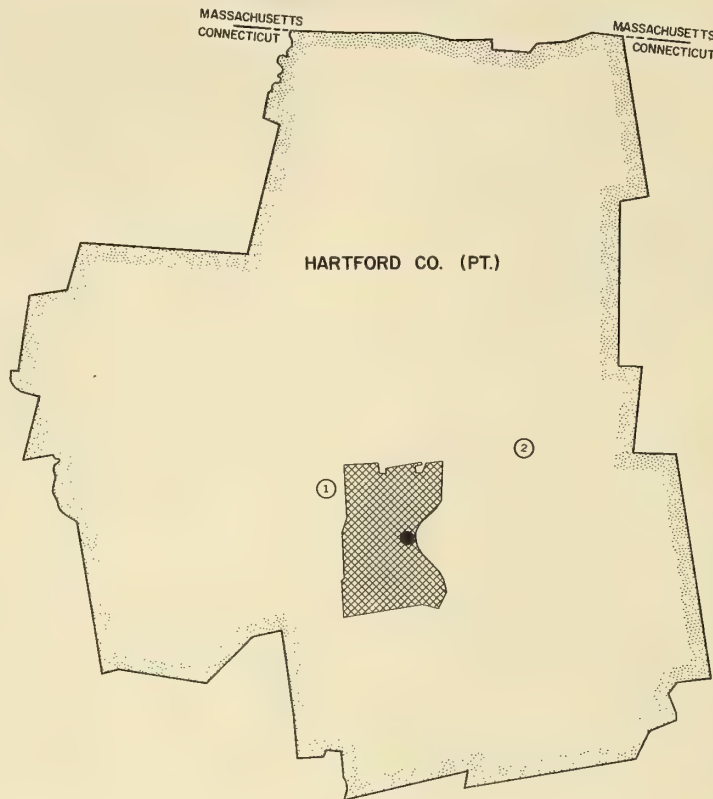 MASSACHUSETTS
CONNECTICUT
MASSACHUSETTS
CONNECTICUT
HARTFORD CO. (PT.)
2
1